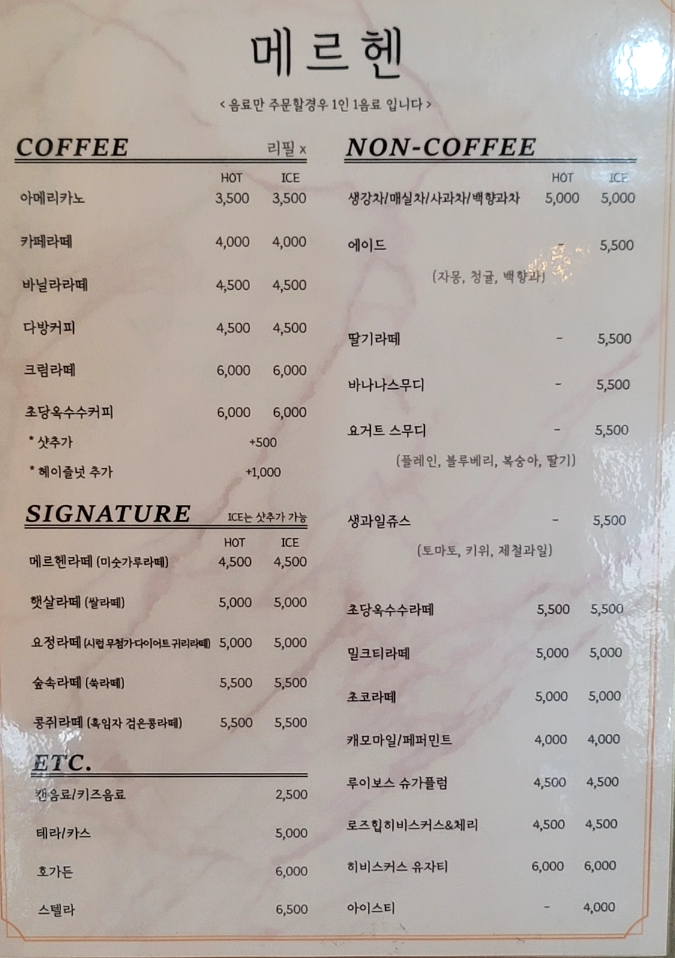 메르헨
< 음료만 주문할경우 1인 1음료 입니다 >
COFFEE 리필 x
HOT ICE
아메리카노 3,500 3,500
카페라떼 4,000 4,000
바닐라라떼 4,500 4,500
다방커피 4,500 4,500
크림라떼 6,000 6,000
초당옥수수커피 6,000 6,000
* 샷추가 +500
* 헤이즐넛 추가 +1,000
SIGNATURE ICE는 샷추가 가능
HOT ICE
메르헨라떼 (미숫가루라떼) 4,500 4,500
햇살라떼 (쌀라떼) 5,000 5,000
요정라떼 (시럽 무첨가 다이어트 귀리라떼) 5,000 5,000
숲속라떼 (쑥라떼) 5,500 5,500
콩쥐라떼 (흑임자 검은콩라떼) 5,500 5,500
ETC.
캔음료/키즈음료 2,500
테라/카스 5,000
호가든 6,000
스텔라 6,500
NON-COFFEE
HOT ICE
생강차/매실차/사과차/백향과차 5,000 5,000
에이드 - 5,500
(자몽, 청귤, 백향과)
딸기라떼 - 5,500
바나나스무디 - 5,500
요거트 스무디 - 5,500
(플레인, 블루베리, 복숭아, 딸기)
생과일쥬스 - 5,500
(토마토, 키위, 제철과일)
초당옥수수라떼 5,500 5,500
밀크티라떼 5,000 5,000
초코라떼 5,000 5,000
캐모마일/페퍼민트 4,000 4,000
루이보스 슈가플럼 4,500 4,500
로즈힙히비스커스&체리 4,500 4,500
히비스커스 유자티 6,000 6,000
아이스티 - 4,000